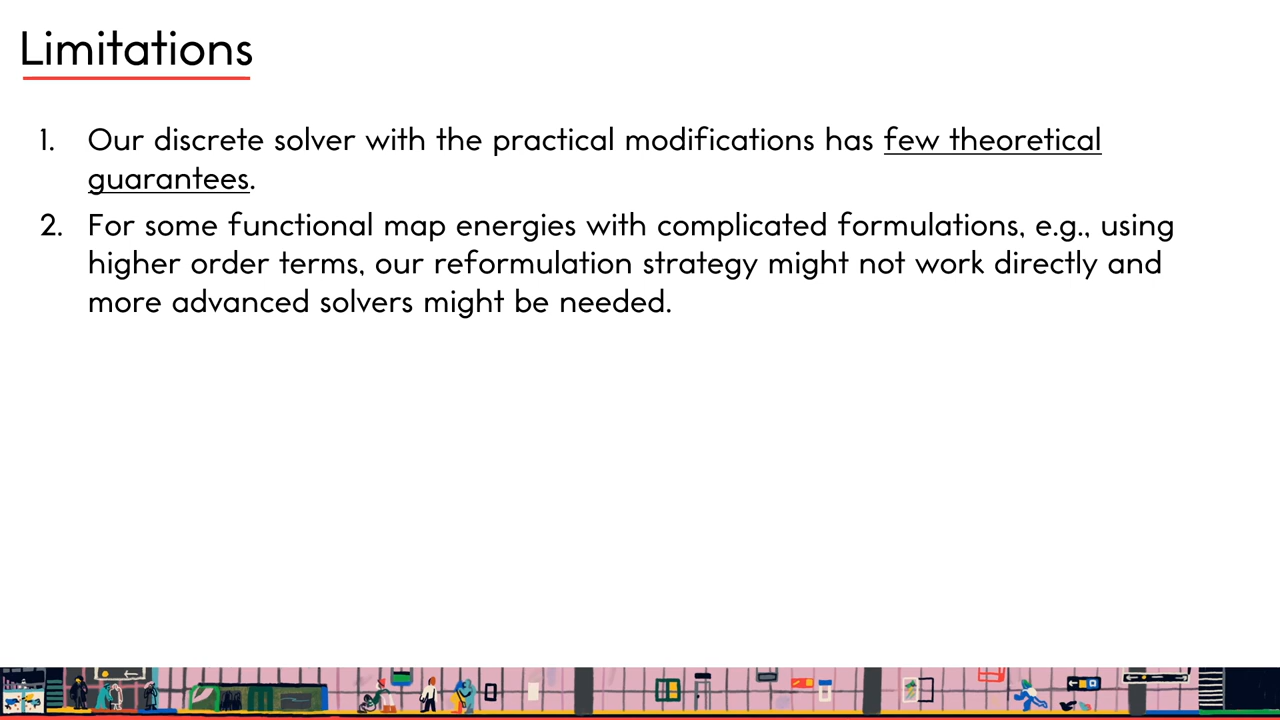 Limitations
1. Our discrete solver with the practical modifications has few theoretical
guarantees.
2. For some functional map energies with complicated formulations, e.g., using
higher order terms, our reformulation strategy might not work directly and
more advanced solvers might be needed.